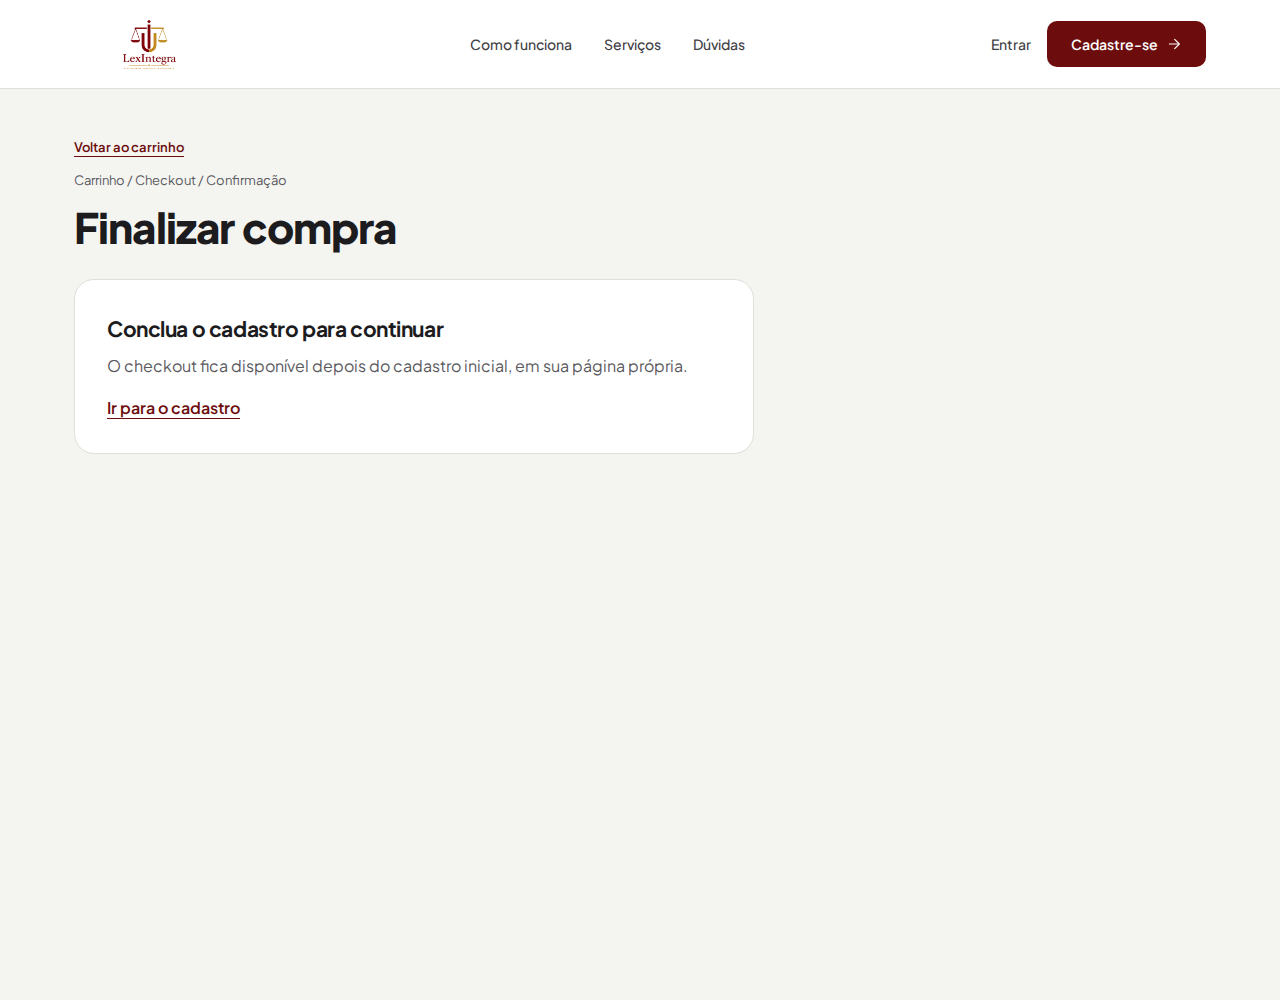 LexIntegra
Como funciona
Serviços
Dúvidas
Entrar
Cadastre-se
Voltar ao carrinho
Carrinho / Checkout / Confirmação
Finalizar compra
Conclua o cadastro para continuar
O checkout fica disponível depois do cadastro inicial, em sua página própria.
Ir para o cadastro